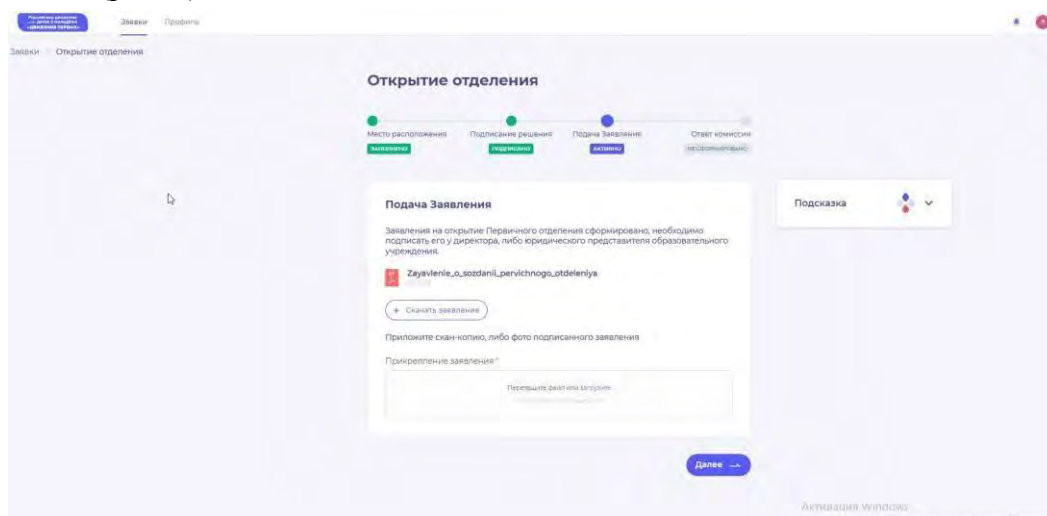 Заявки Профиль
Заявки Открытие отделения
Открытие отделения
Место расположения Подписание решения Подача Заявления Ответ комиссии
ПОДПИСАНО АКТИВНО НЕ СФОРМИРОВАНО
Подача Заявления
Подсказка
Заявления на открытие Первичного отделения сформировано, необходимо
подписать его у директора, либо юридического представителя образовательного
учреждения.
Zayavlenie_o_sozdanii_pervichnogo_otdeleniya
+ Скачать заявление
Приложите скан-копию, либо фото подписанного заявления
Прикрепление заявления*
Перетащите файл или загрузите
Далее
Активация Windows